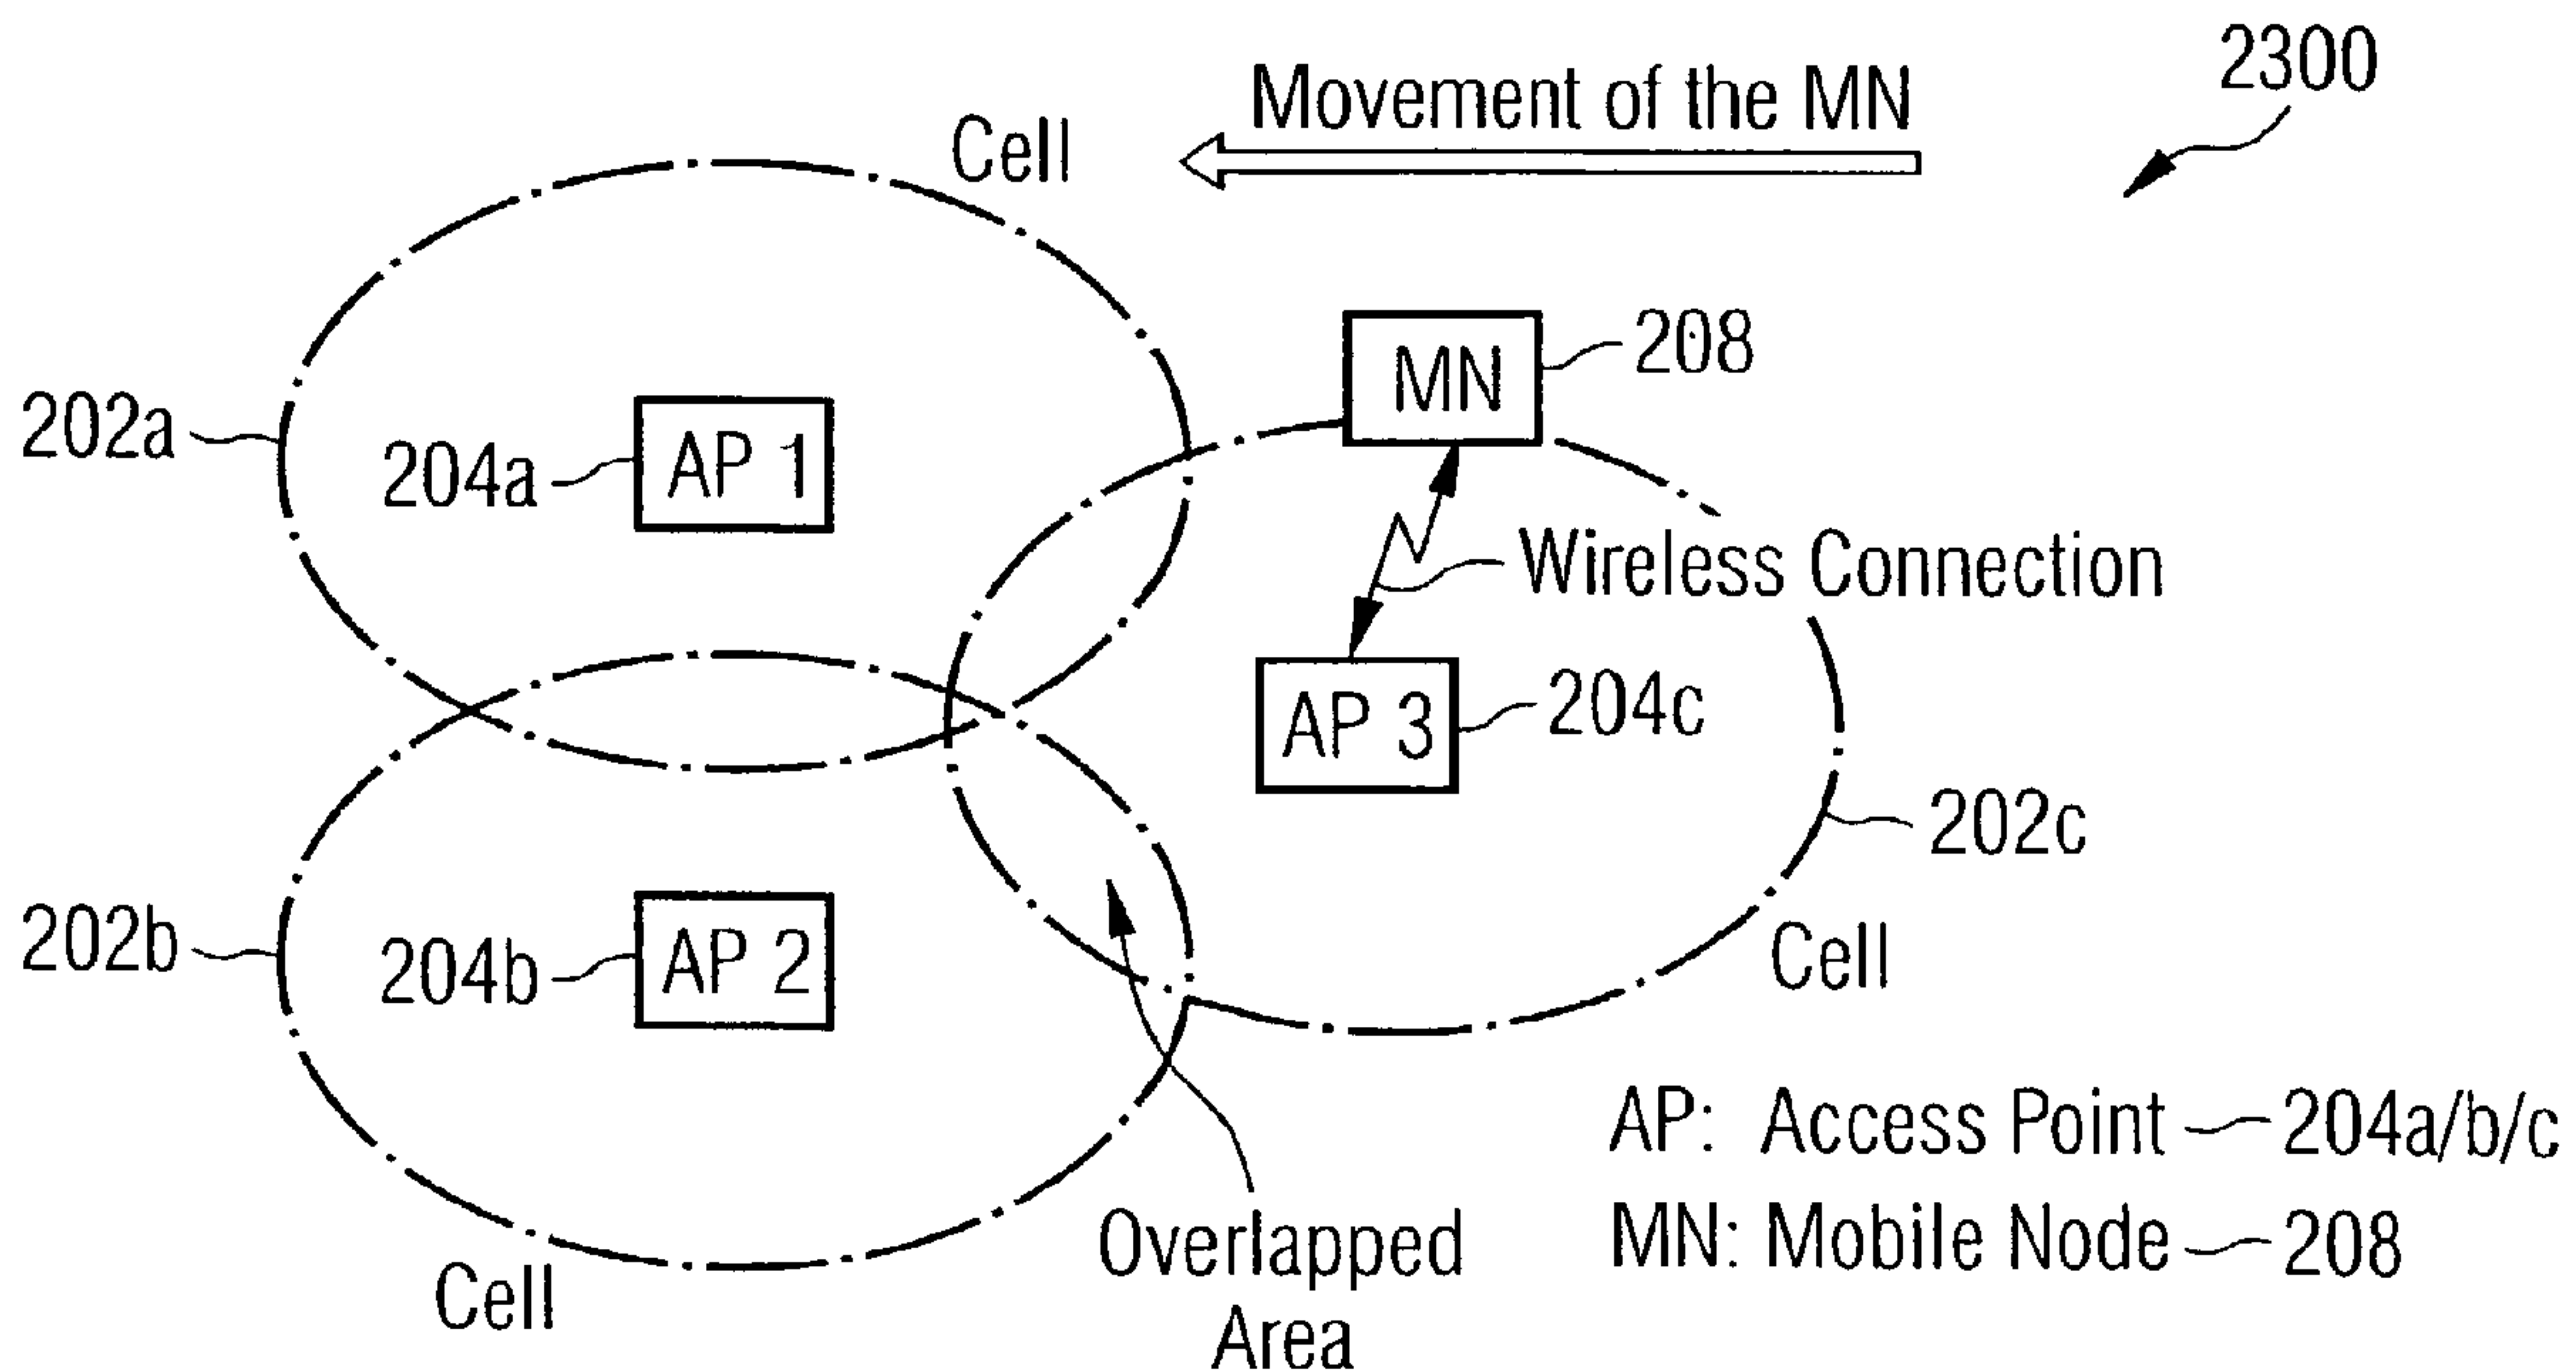 2300
Movement of the MN
Cell
208
MN
202a
204a
AP 1
Wireless Connection
AP 3
204c
202c
202b
204b
AP 2
Cell
AP: Access Point 204a/b/c
MN: Mobile Node 208
Overlapped
Area
Cell